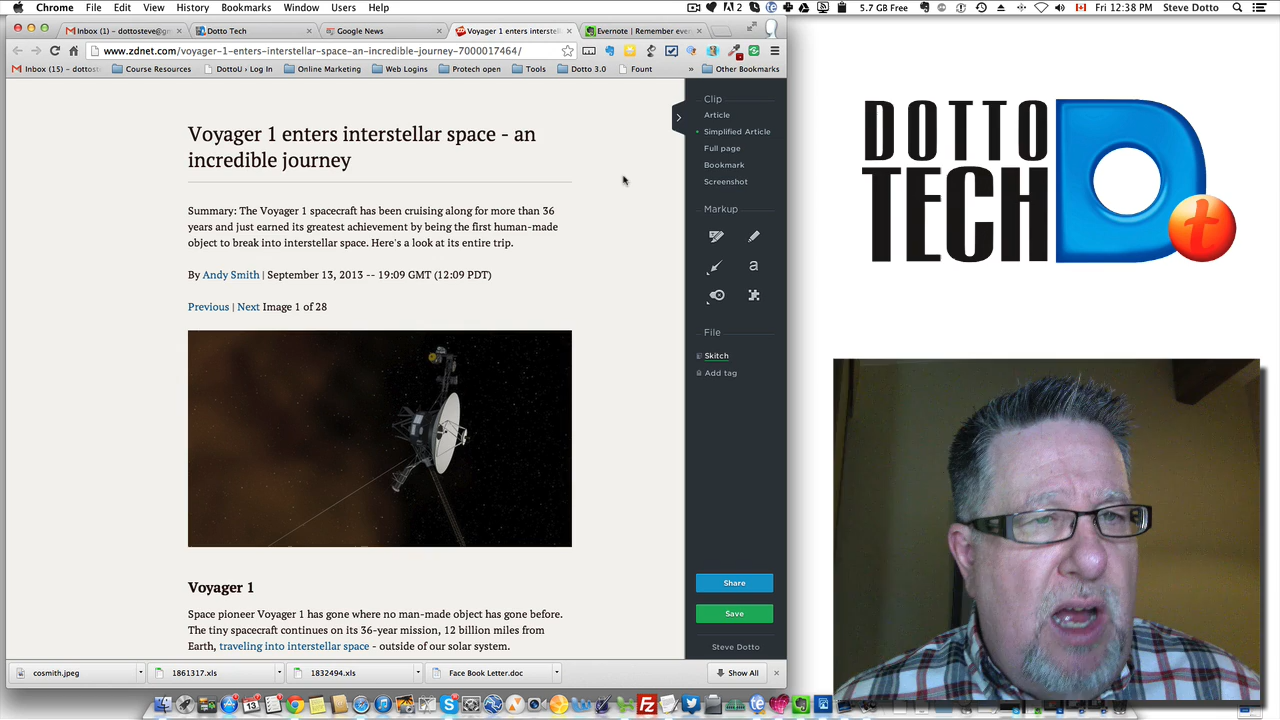 Chrome File Edit View History Bookmarks Window Users Help
A 2 5.7 GB Free Fri 12:38 PM Steve Dotto
Inbox (15) - dottosteve@gm
Dotto Tech
Google News
Voyager 1 enters interstell
Evernote | Remember eve
www.zdnet.com/voyager-1-enters-interstellar-space-an-incredible-journey-7000017464/
Inbox (15) - dottost
Course Resources
DottoU › Log In
Online Marketing
Web Logins
Protech open
Tools
Dotto 3.0
Fount
»
Other Bookmarks
Voyager 1 enters interstellar space - an
incredible journey
Summary: The Voyager 1 spacecraft has been cruising along for more than 36
years and just earned its greatest achievement by being the first human-made
object to break into interstellar space. Here's a look at its entire trip.
By Andy Smith | September 13, 2013 -- 19:09 GMT (12:09 PDT)
Previous | Next Image 1 of 28
Voyager 1
Space pioneer Voyager 1 has gone where no man-made object has gone before.
The tiny spacecraft continues on its 36-year mission, 12 billion miles from
Earth, traveling into interstellar space - outside of our solar system.
Clip
Article
Simplified Article
Full page
Bookmark
Screenshot
Markup
a
File
Skitch
Add tag
Share
Save
Steve Dotto
cosmith.jpeg
1861317.xls
1832494.xls
Face Book Letter.doc
Show All
DOTTO
TECH
D
t